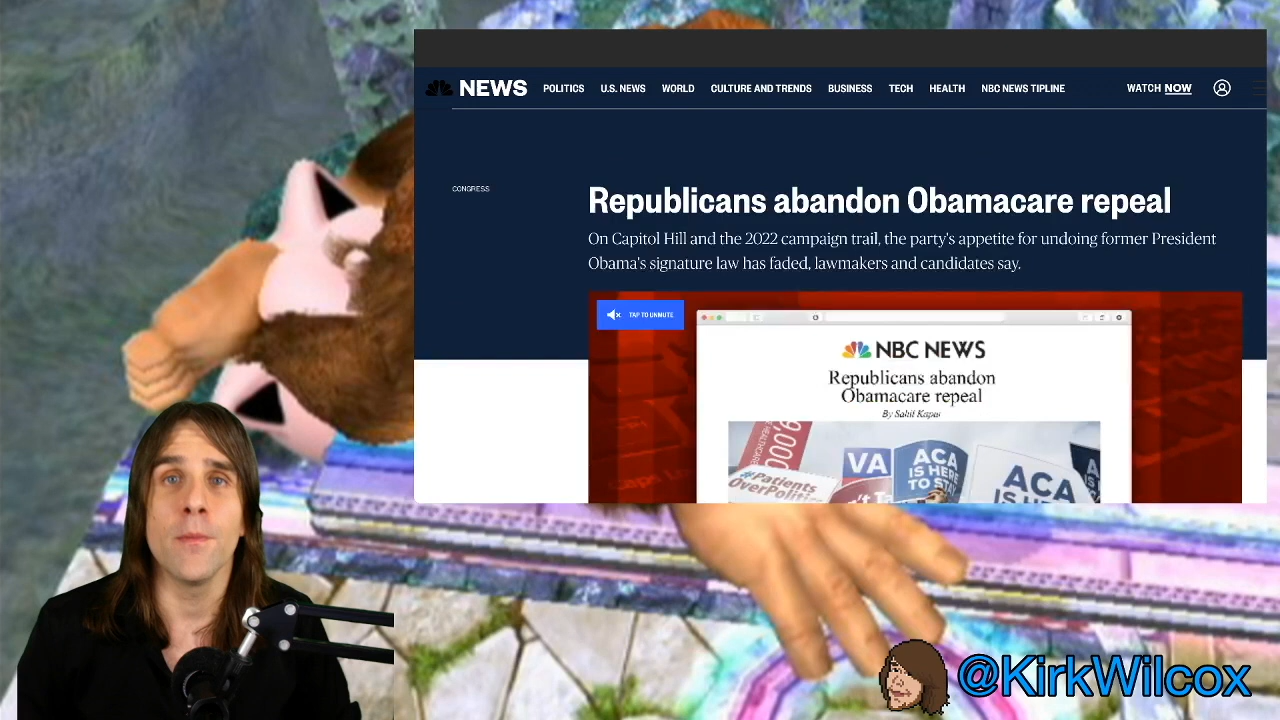 NEWS POLITICS U.S. NEWS WORLD CULTURE AND TRENDS BUSINESS TECH HEALTH NBC NEWS TIPLINE WATCH NOW
CONGRESS
Republicans abandon Obamacare repeal
On Capitol Hill and the 2022 campaign trail, the party's appetite for undoing former President
Obama's signature law has faded, lawmakers and candidates say.
TAP TO UNMUTE
NBC NEWS
Republicans abandon
Obamacare repeal
By Sahil Kapur
VA
ACA
IS HERE
TO STAY
#Patients
OverPoliti
ACA
@KirkWilcox